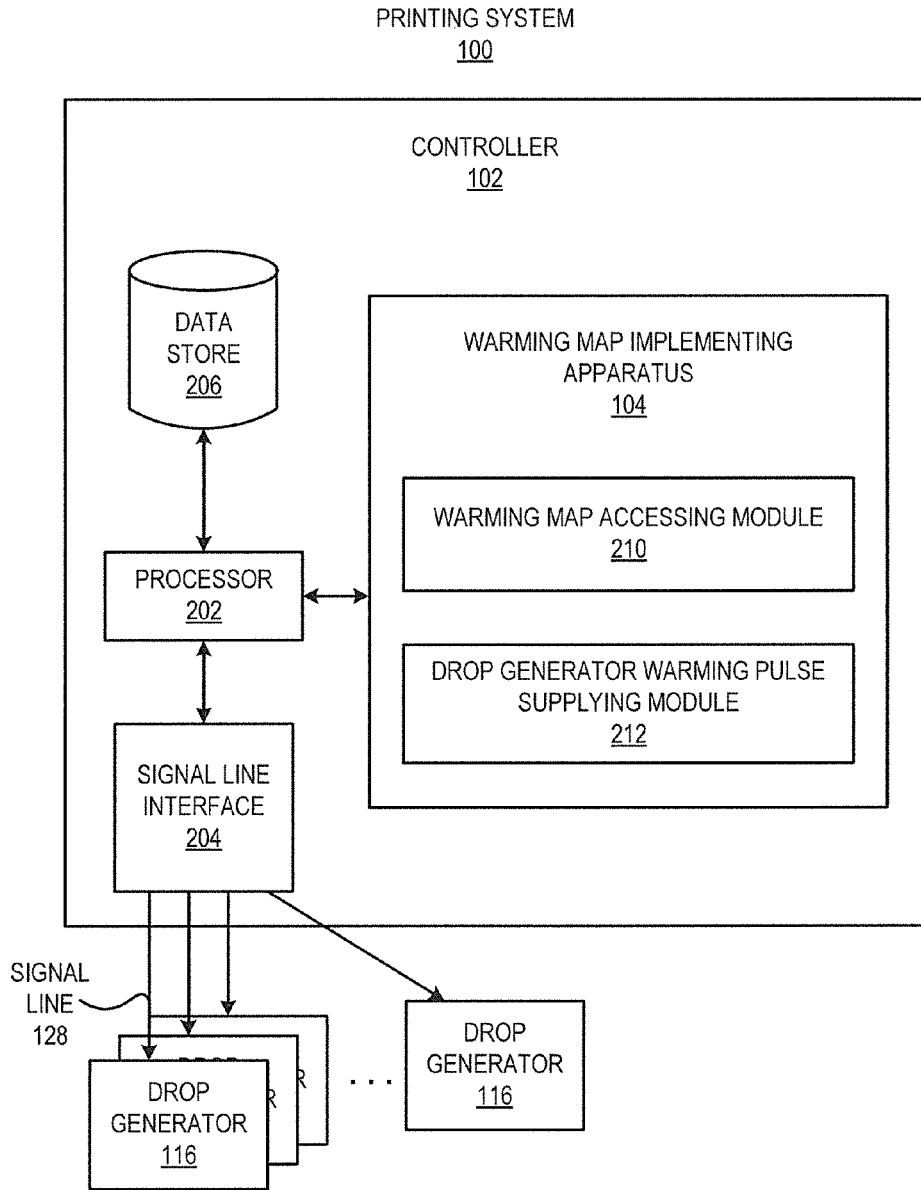 PRINTING SYSTEM
100
CONTROLLER
102
DATA
STORE
206
WARMING MAP IMPLEMENTING
APPARATUS
104
WARMING MAP ACCESSING MODULE
210
PROCESSOR
202
DROP GENERATOR WARMING PULSE
SUPPLYING MODULE
212
SIGNAL LINE
INTERFACE
204
SIGNAL
LINE
128
DROP
GENERATOR
116
. . .
DROP
GENERATOR
116